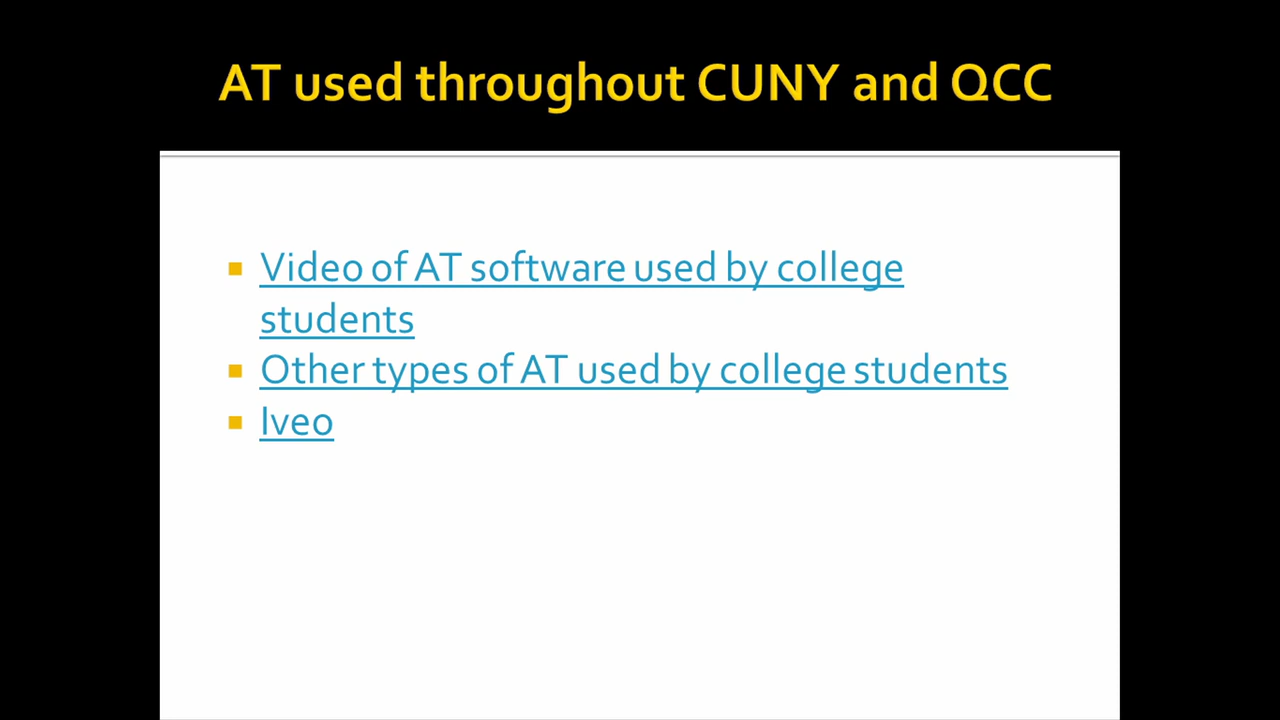 AT used throughout CUNY and QCC
Video of AT software used by college
students
Other types of AT used by college students
Iveo